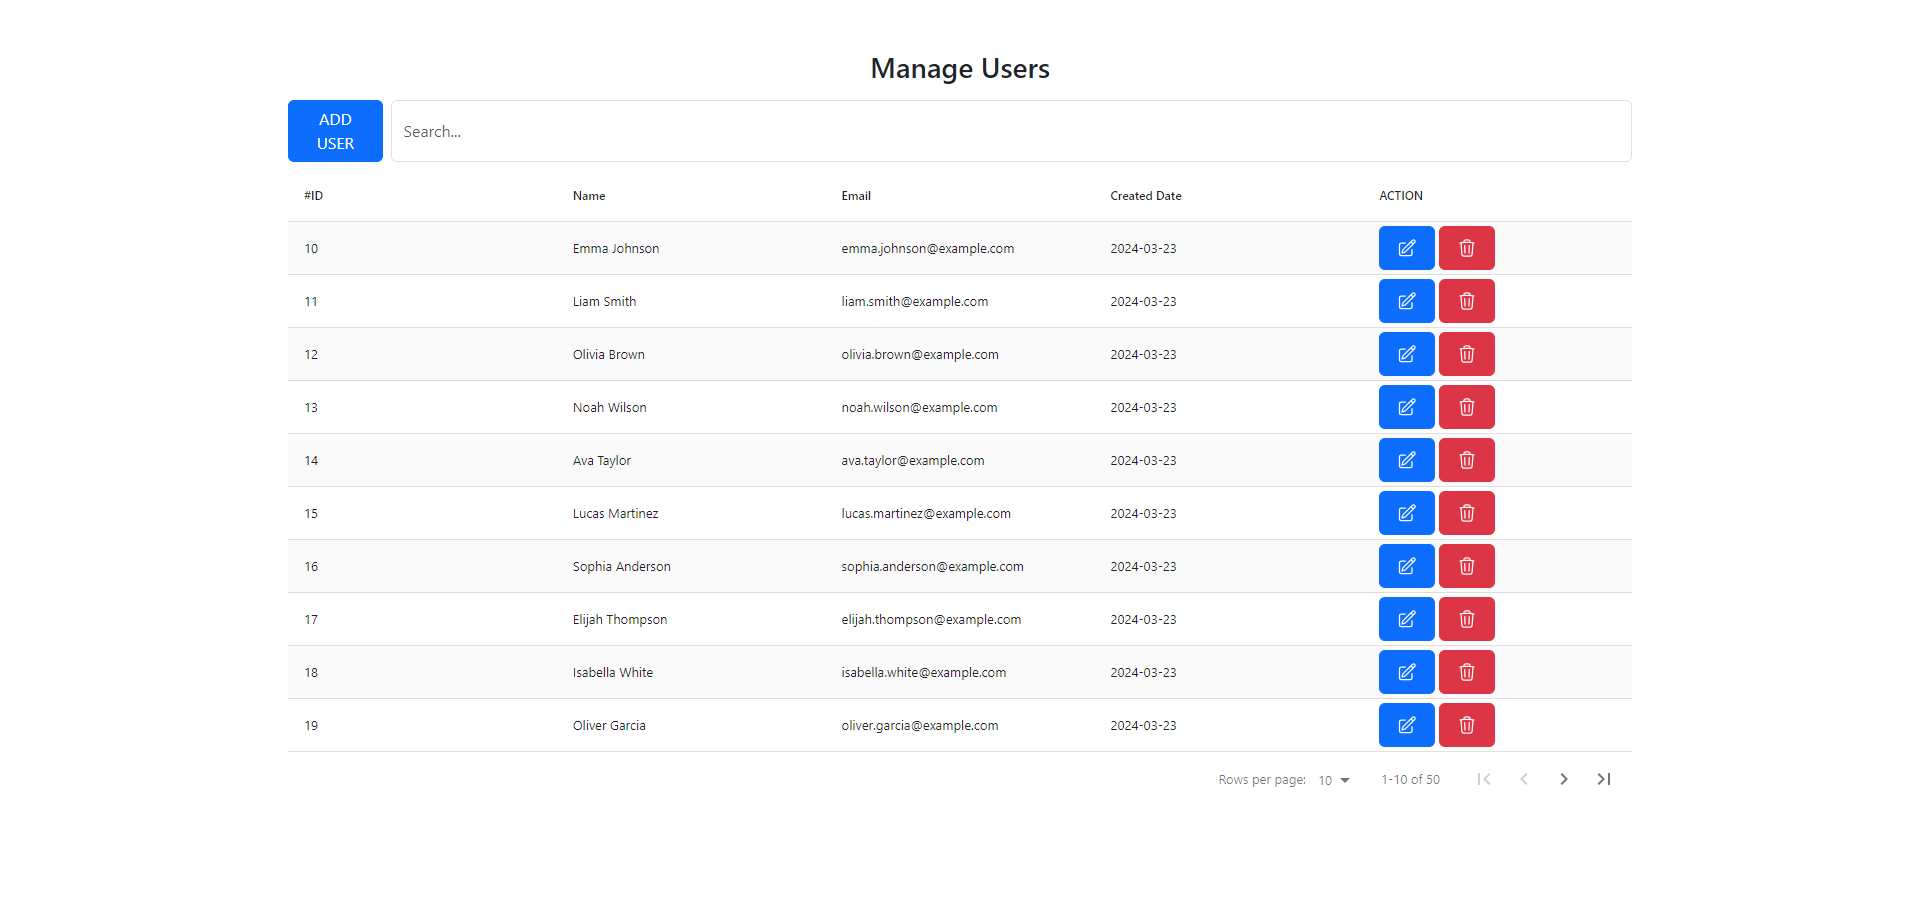 Manage Users
ADD
USER
Search...
#ID Name Email Created Date ACTION
10 Emma Johnson emma.johnson@example.com 2024-03-23
11 Liam Smith liam.smith@example.com 2024-03-23
12 Olivia Brown olivia.brown@example.com 2024-03-23
13 Noah Wilson noah.wilson@example.com 2024-03-23
14 Ava Taylor ava.taylor@example.com 2024-03-23
15 Lucas Martinez lucas.martinez@example.com 2024-03-23
16 Sophia Anderson sophia.anderson@example.com 2024-03-23
17 Elijah Thompson elijah.thompson@example.com 2024-03-23
18 Isabella White isabella.white@example.com 2024-03-23
19 Oliver Garcia oliver.garcia@example.com 2024-03-23
Rows per page: 10 1-10 of 50